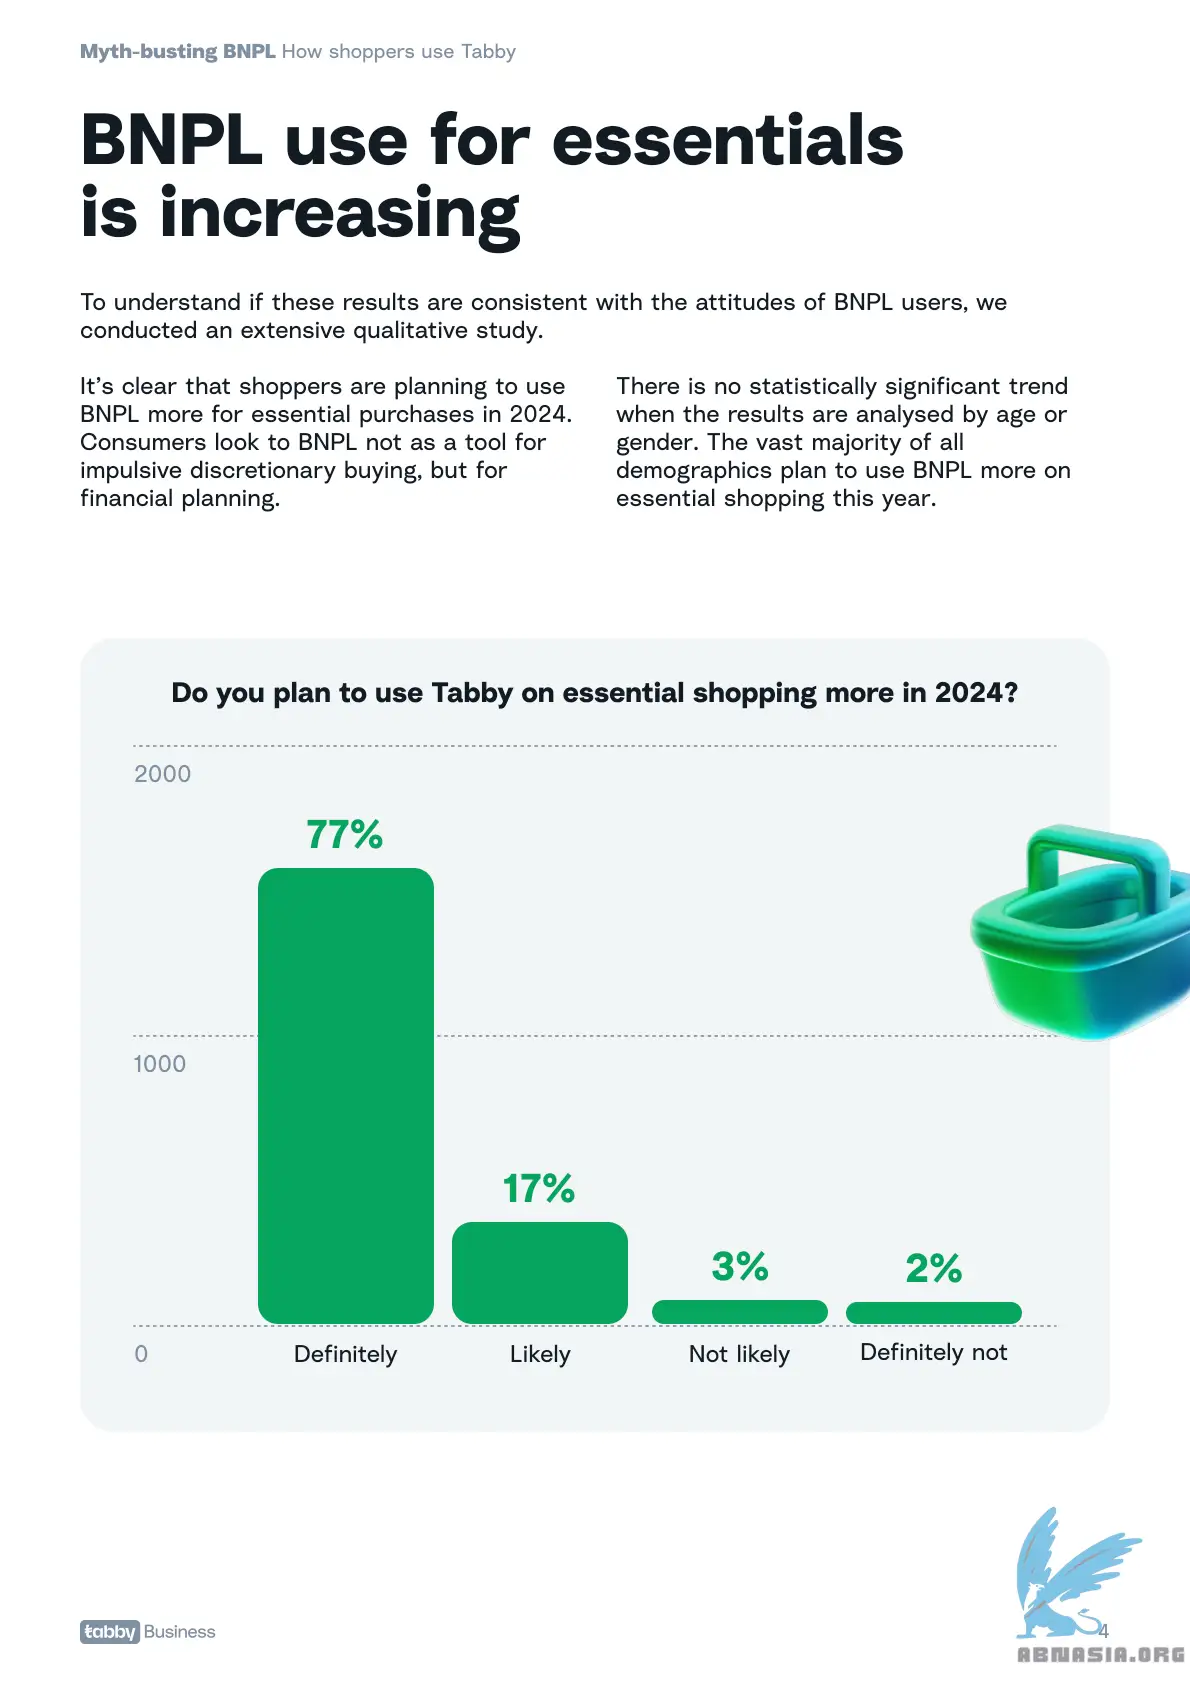 Myth-busting BNPL How shoppers use Tabby
BNPL use for essentials
is increasing
To understand if these results are consistent with the attitudes of BNPL users, we
conducted an extensive qualitative study.
It's clear that shoppers are planning to use
BNPL more for essential purchases in 2024.
Consumers look to BNPL not as a tool for
impulsive discretionary buying, but for
financial planning.
There is no statistically significant trend
when the results are analysed by age or
gender. The vast majority of all
demographics plan to use BNPL more on
essential shopping this year.
Do you plan to use Tabby on essential shopping more in 2024?
2000
77%
1000
17%
3%
2%
0
Definitely
Likely
Not likely
Definitely not
tabby Business
4
ABNASIA.ORG